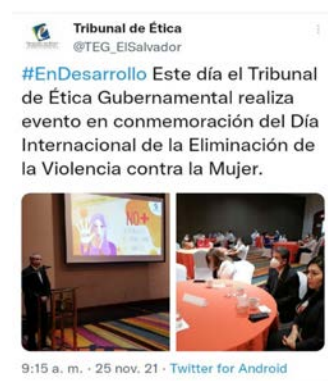 Tribunal de Ética
@TEG_ElSalvador
#EnDesarrollo Este día el Tribunal
de Ética Gubernamental realiza
evento en conmemoración del Día
Internacional de la Eliminación de
la Violencia contra la Mujer.
NO+
9:15 a. m. · 25 nov. 21 · Twitter for Android